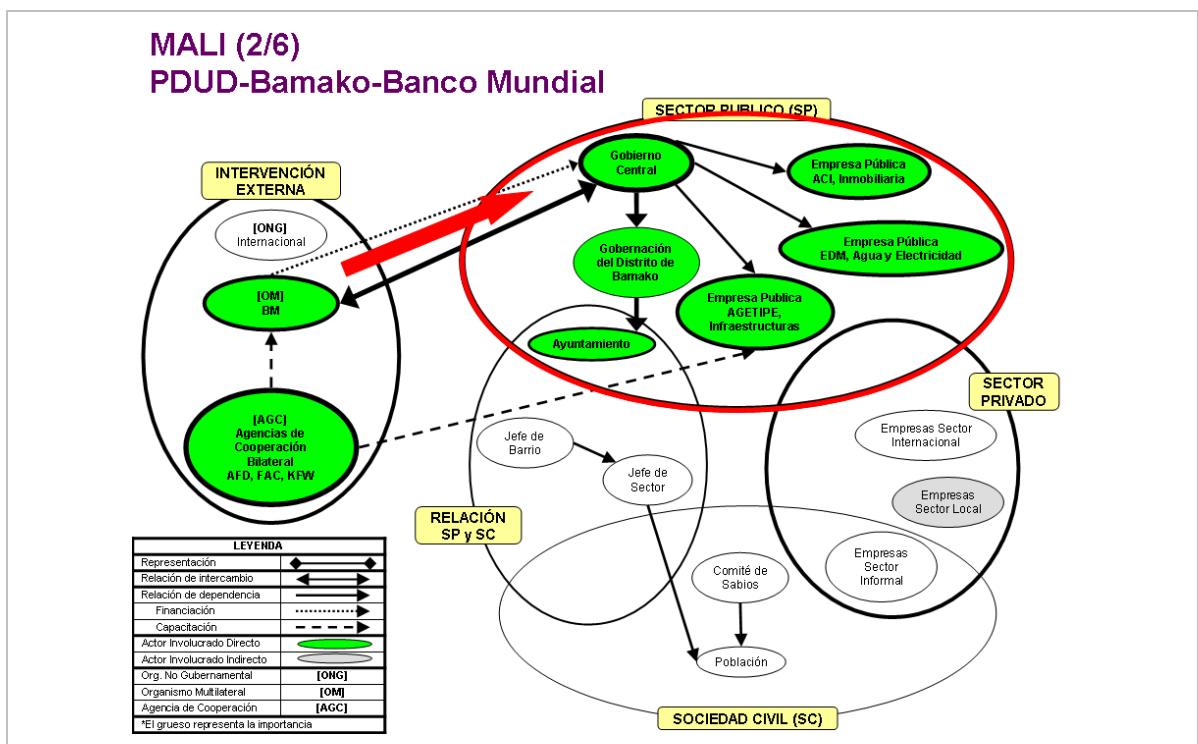 MALI (2/6)
PDUD-Bamako-Banco Mundial
SECTOR PUBLICO (SP)
Gobierno
Central
Empresa Pública
ACI, Inmobiliaria
Empresa Pública
EDM, Agua y Electricidad
Gobernación
del Distrito de
Bamako
Empresa Publica
AGETIPE,
Infraestructuras
Ayuntamiento
INTERVENCIÓN
EXTERNA
[ONG]
Internacional
[OM]
BM
[AGC]
Agencias de
Cooperación
Bilateral
AFD, FAC, KFW
SECTOR
PRIVADO
Empresas Sector
Internacional
Empresas
Sector Local
Empresas
Sector
Informal
Jefe de
Barrio
Jefe de
Sector
RELACIÓN
SP y SC
Comité de
Sabios
Población
SOCIEDAD CIVIL (SC)
LEYENDA
Representación
Relación de intercambio
Relación de dependencia
Financiación
Capacitación
Actor Involucrado Directo
Actor Involucrado Indirecto
Org. No Gubernamental [ONG]
Organismo Multilateral [OM]
Agencia de Cooperación [AGC]
*El grueso representa la importancia